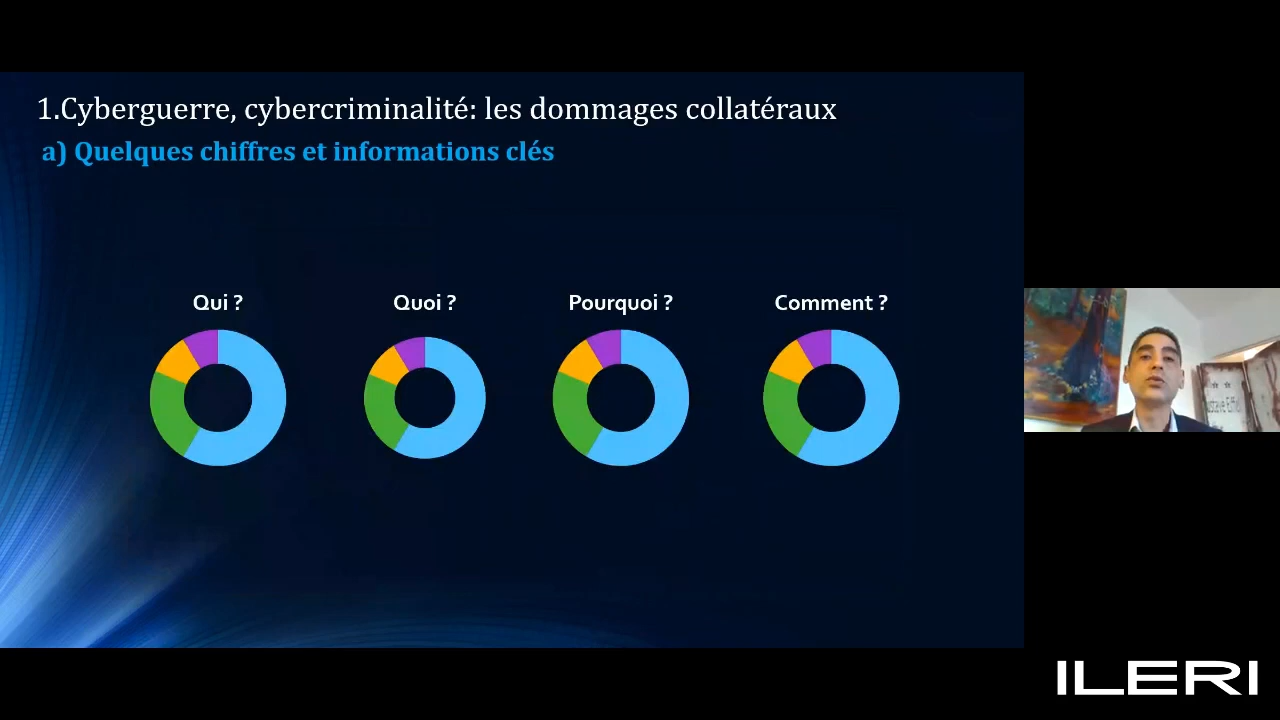 1.Cyberguerre, cybercriminalité: les dommages collatéraux
a) Quelques chiffres et informations clés
Qui ?
Quoi ?
Pourquoi ?
Comment ?
ILERI